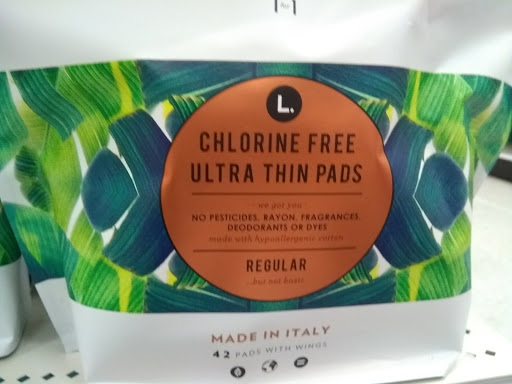 L.
CHLORINE FREE
ULTRA THIN PADS
we got you
NO PESTICIDES, RAYON, FRAGRANCES,
DEODORANTS OR DYES
made with hypoallergenic cotton
REGULAR
...but not basic
MADE IN ITALY
42 PADS WITH WINGS